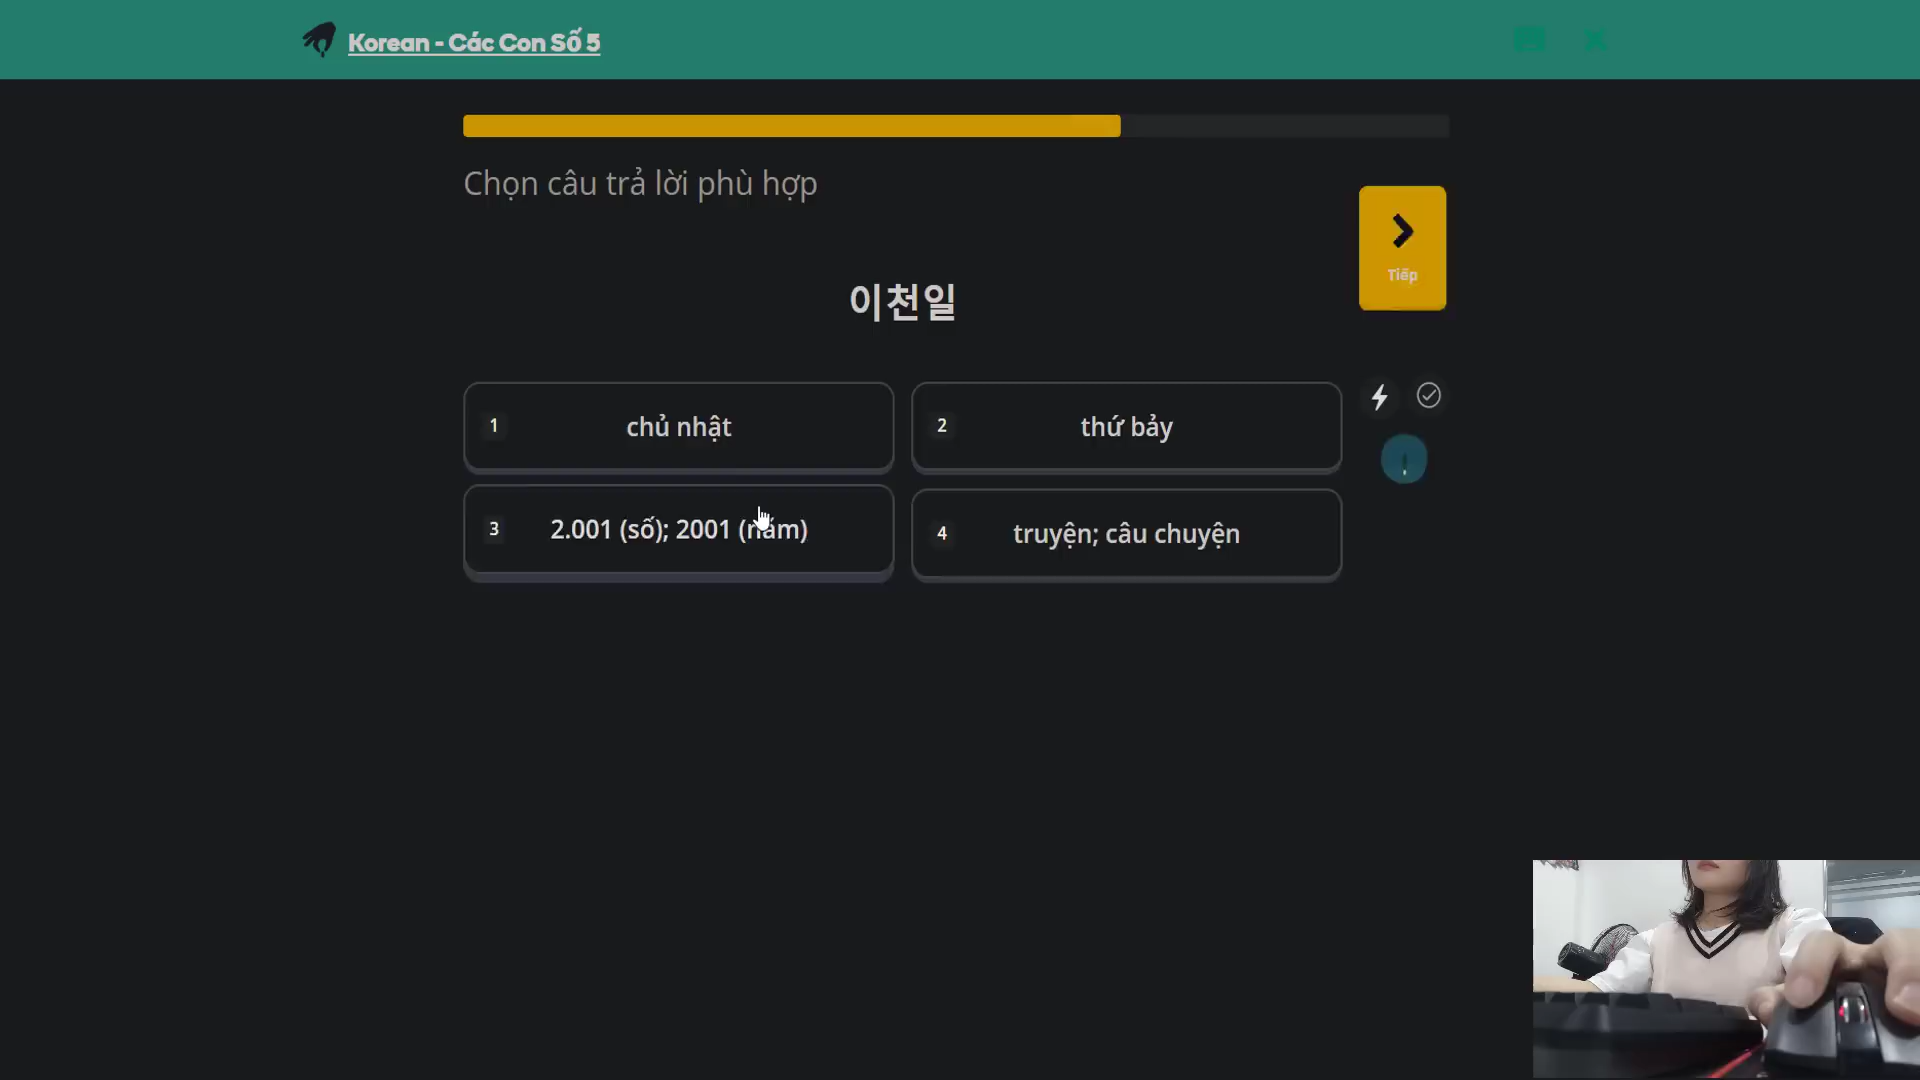 Korean - Các Con Số 5
Chọn câu trả lời phù hợp
Tiếp
이천일
1 chủ nhật
2 thứ bảy
3 2.001 (số); 2001 (năm)
4 truyện; câu chuyện